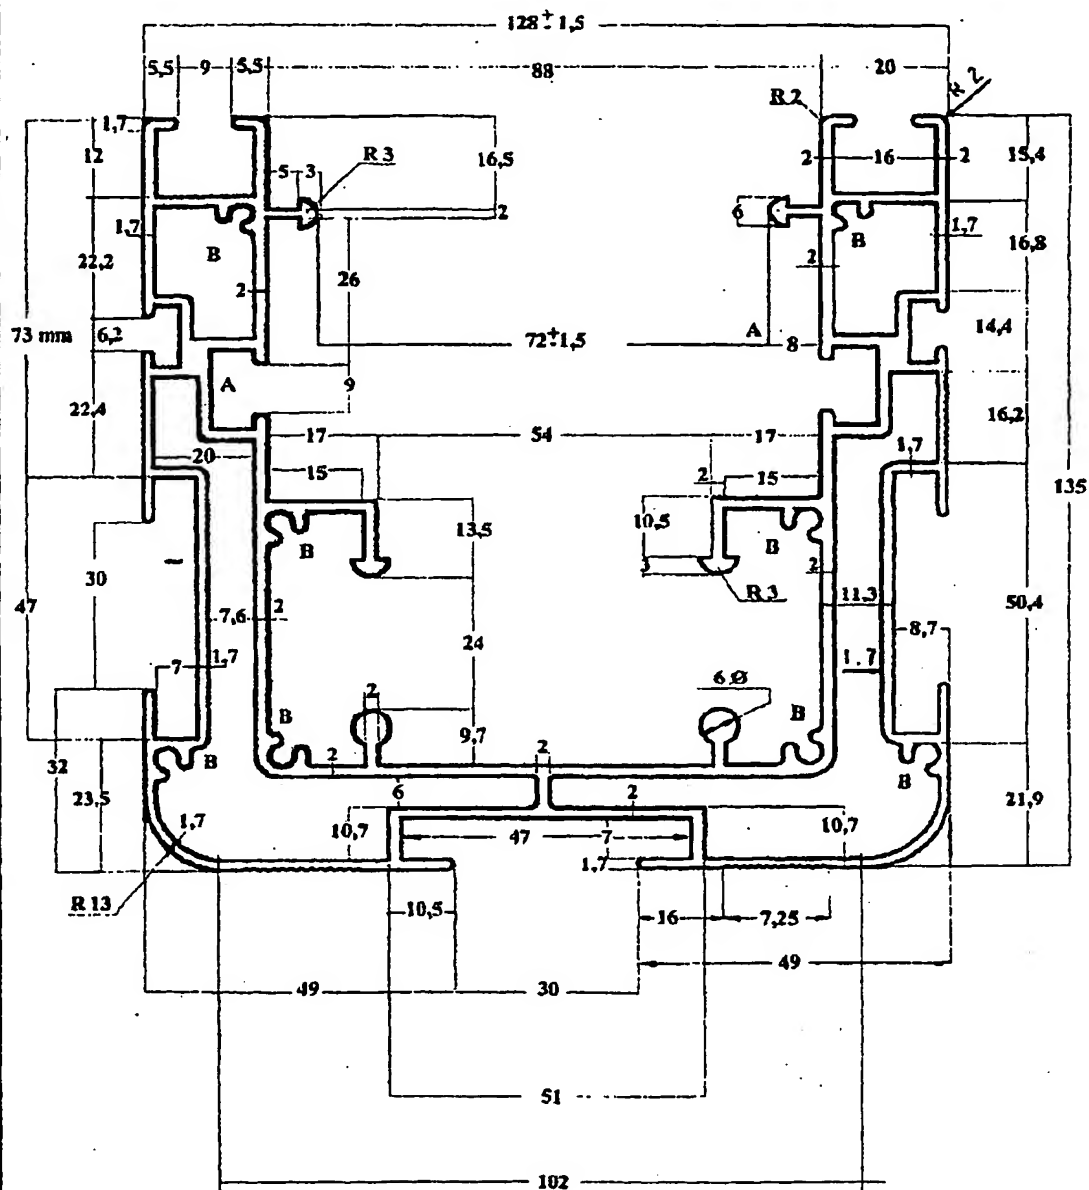 128 ± 1,5
5,5 9 5,5 88 20
R 2 R 2
1,7
12 5 3 R 3 16,5 2 16 2 15,4
2 6
1,7 B B 1,7
22,2 26 2 16,8
2
73 mm 6,2 72±1,5 A 8 14,4
A 9
22,4 17 54 17 16,2
20 15 2 15 1,7
135
13,5 10,5
B B
3 2
30 R 3
47 7,6 2 11,3 50,4
24 8,7
7 1,7 1.7
2 6 Ø
B B
9,7
B 2 2 B
32 23,5 6 2 21,9
1,7 10,7 47 7 10,7
1,7
R 13 10,5 16 7,25
49
49 30
51
102